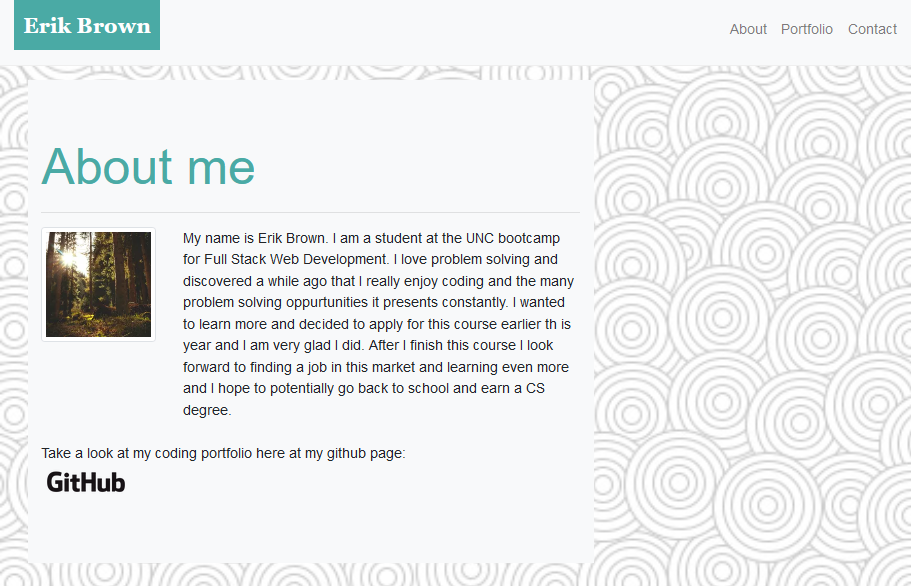 Erik Brown
About Portfolio Contact
About me
My name is Erik Brown. I am a student at the UNC bootcamp
for Full Stack Web Development. I love problem solving and
discovered a while ago that I really enjoy coding and the many
problem solving oppurtunities it presents constantly. I wanted
to learn more and decided to apply for this course earlier th is
year and I am very glad I did. After I finish this course I look
forward to finding a job in this market and learning even more
and I hope to potentially go back to school and earn a CS
degree.
Take a look at my coding portfolio here at my github page:
GitHub